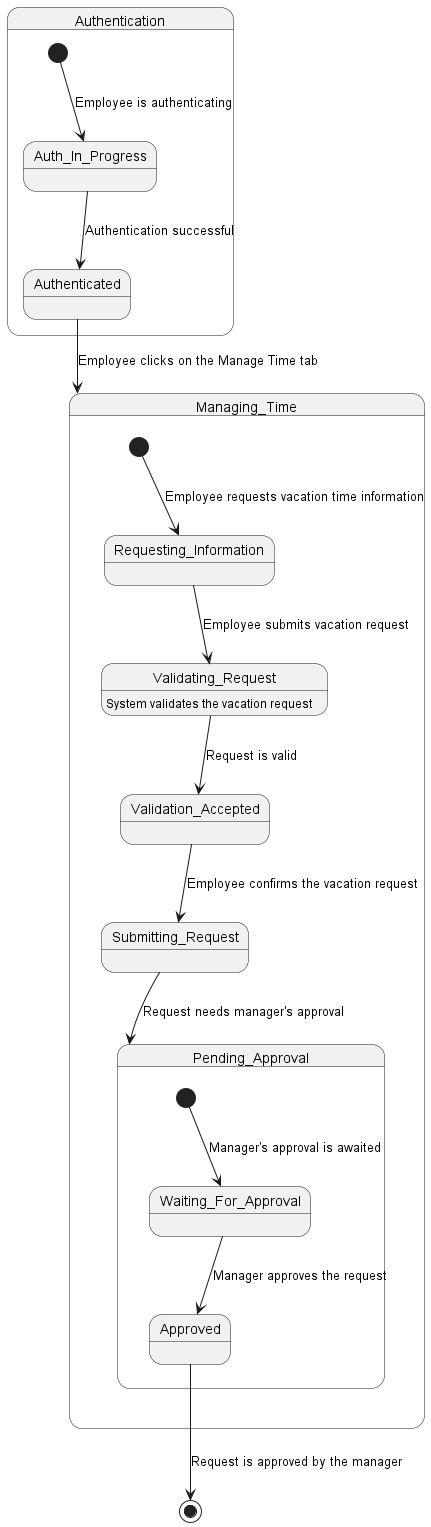 Authentication
Employee is authenticating
Auth_In_Progress
Authentication successful
Authenticated
Employee clicks on the Manage Time tab
Managing_Time
Employee requests vacation time information
Requesting_Information
Employee submits vacation request
Validating_Request
System validates the vacation request
Request is valid
Validation_Accepted
Employee confirms the vacation request
Submitting_Request
Request needs manager's approval
Pending_Approval
Manager's approval is awaited
Waiting_For_Approval
Manager approves the request
Approved
Request is approved by the manager